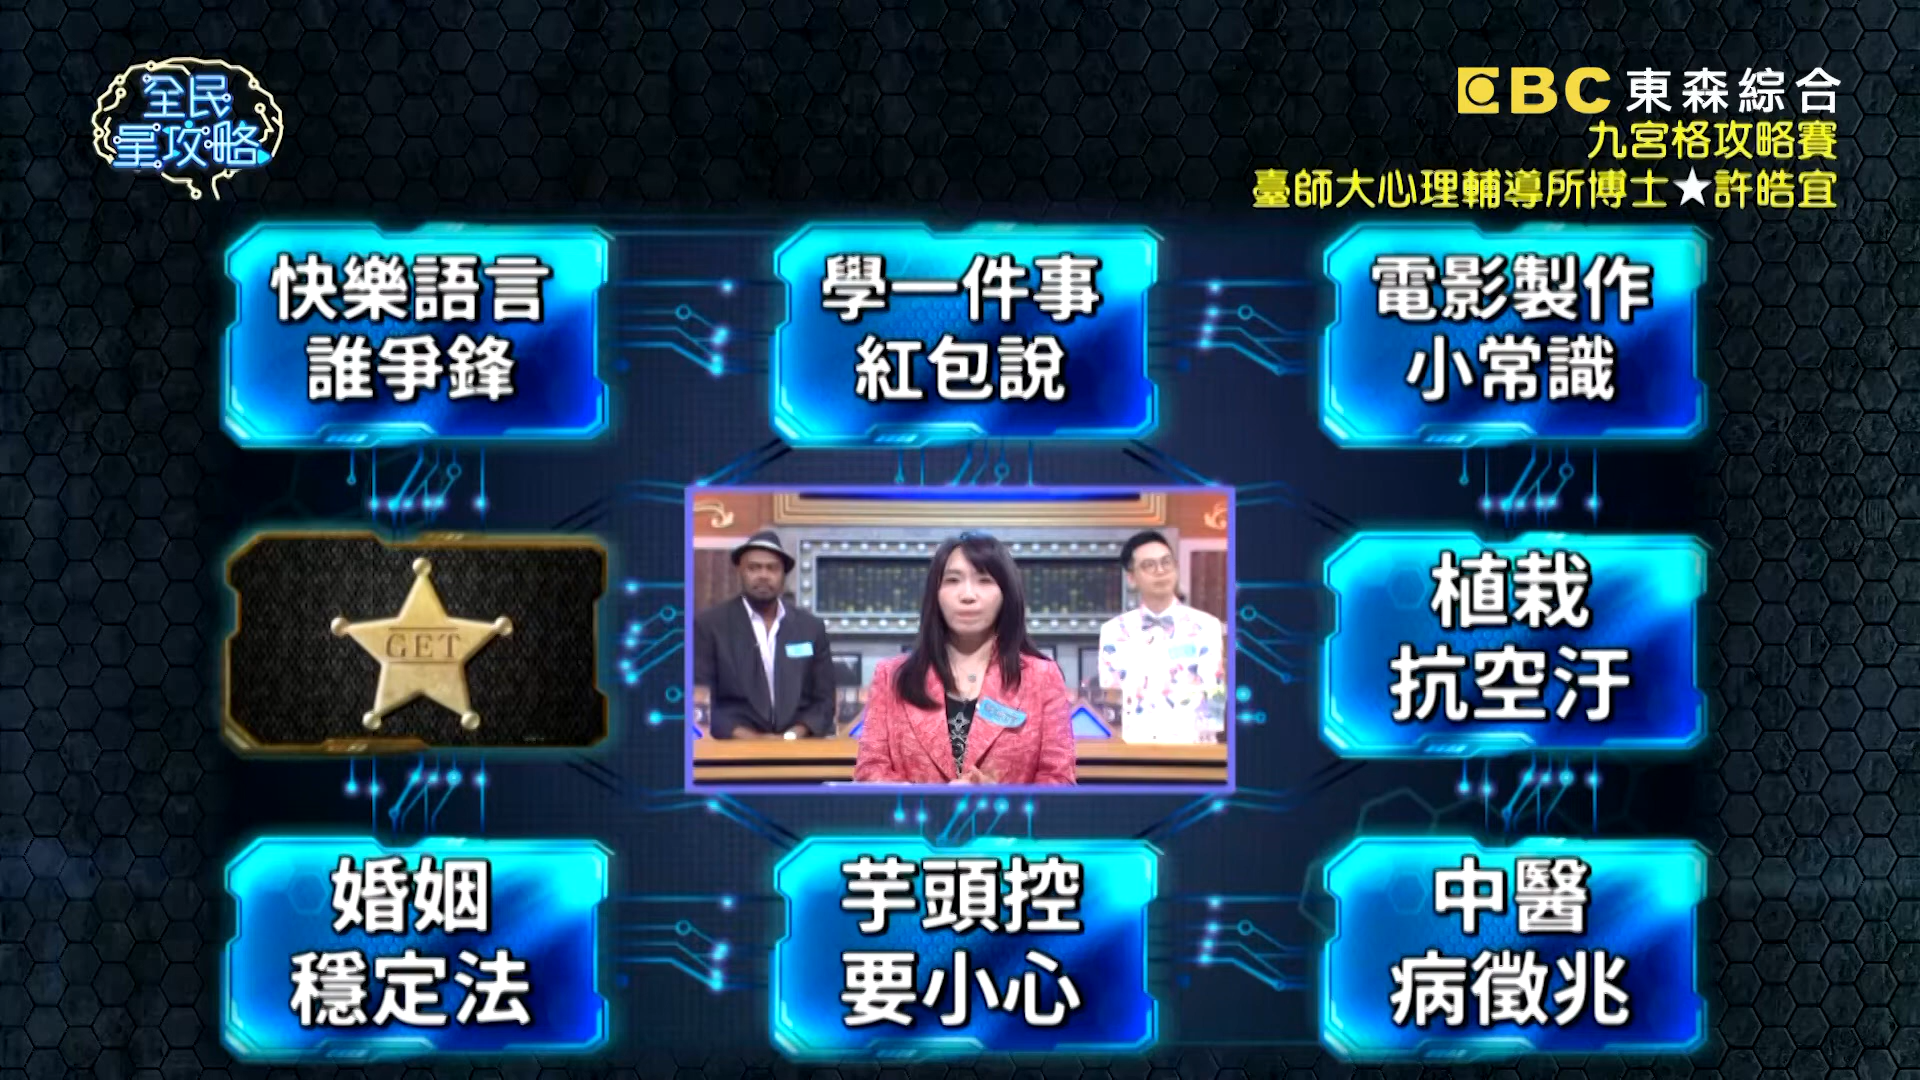 全民
星攻略
EBC 東森綜合
九宮格攻略賽
臺師大心理輔導所博士★許皓宜
快樂語言
誰爭鋒
學一件事
紅包說
電影製作
小常識
GET
植栽
抗空汙
婚姻
穩定法
芋頭控
要小心
中醫
病徵兆